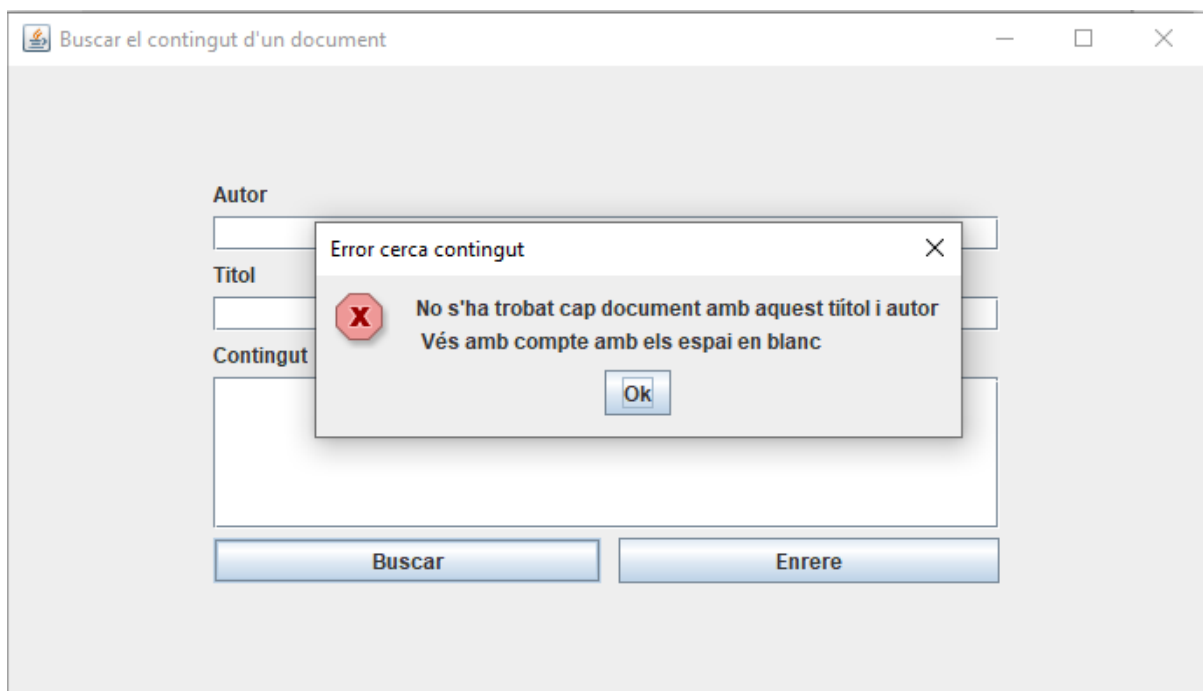 Buscar el contingut d'un document
Autor
Error cerca contingut
Titol
No s'ha trobat cap document amb aquest tiítol i autor
Vés amb compte amb els espai en blanc
Contingut
Ok
Buscar
Enrere